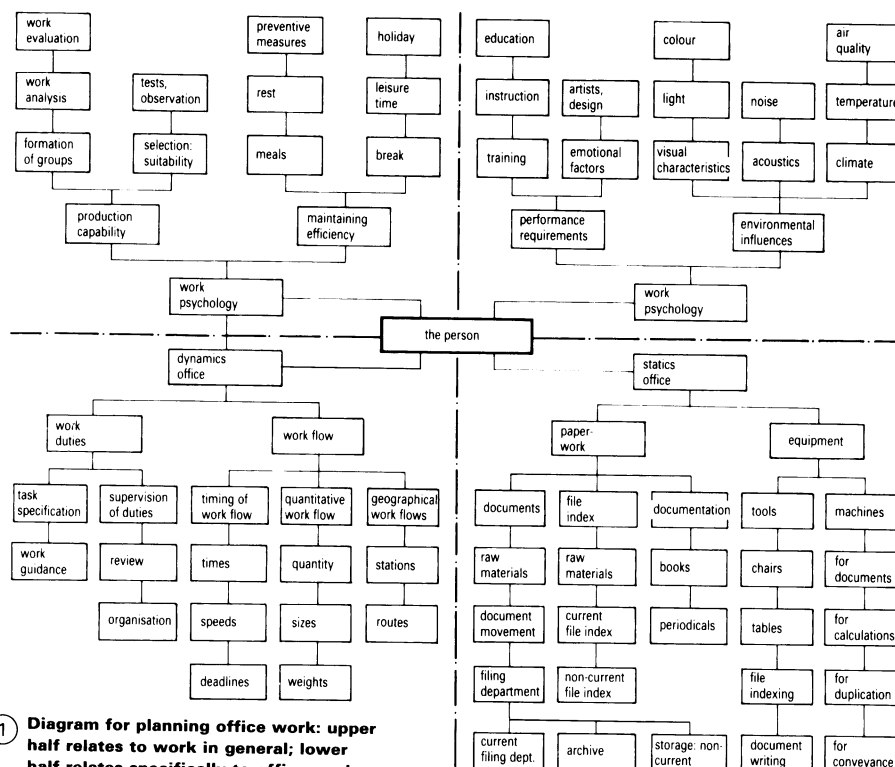 work
evaluation
preventive
measures
holiday
education
colour
air
quality
work
analysis
tests,
observation
rest
leisure
time
instruction
artists,
design
light
noise
temperature
formation
of groups
selection:
suitability
meals
break
training
emotional
factors
visual
characteristics
acoustics
climate
production
capability
maintaining
efficiency
performance
requirements
environmental
influences
work
psychology
work
psychology
the person
dynamics
office
statics
office
work
duties
work flow
paper-
work
equipment
task
specification
supervision
of duties
timing of
work flow
quantitative
work flow
geographical
work flows
documents
file
index
documentation
tools
machines
work
guidance
review
times
quantity
stations
raw
materials
raw
materials
books
chairs
for
documents
organisation
speeds
sizes
routes
document
movement
current
file index
periodicals
tables
for
calculations
deadlines
weights
filing
department
non-current
file index
file
indexing
for
duplication
current
filing dept.
archive
storage: non-
current
document
writing
for
conveyance
1 Diagram for planning office work: upper
half relates to work in general; lower
half relates specifically to office work